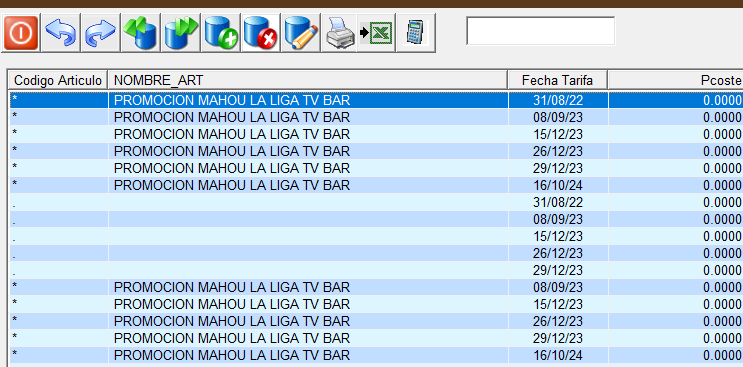 Codigo Articulo NOMBRE_ART Fecha Tarifa Pcoste
* PROMOCION MAHOU LA LIGA TV BAR 31/08/22 0.0000
* PROMOCION MAHOU LA LIGA TV BAR 08/09/23 0.0000
* PROMOCION MAHOU LA LIGA TV BAR 15/12/23 0.0000
* PROMOCION MAHOU LA LIGA TV BAR 26/12/23 0.0000
* PROMOCION MAHOU LA LIGA TV BAR 29/12/23 0.0000
* PROMOCION MAHOU LA LIGA TV BAR 16/10/24 0.0000
. 31/08/22 0.0000
. 08/09/23 0.0000
. 15/12/23 0.0000
. 26/12/23 0.0000
. 29/12/23 0.0000
* PROMOCION MAHOU LA LIGA TV BAR 08/09/23 0.0000
* PROMOCION MAHOU LA LIGA TV BAR 15/12/23 0.0000
* PROMOCION MAHOU LA LIGA TV BAR 26/12/23 0.0000
* PROMOCION MAHOU LA LIGA TV BAR 29/12/23 0.0000
* PROMOCION MAHOU LA LIGA TV BAR 16/10/24 0.0000